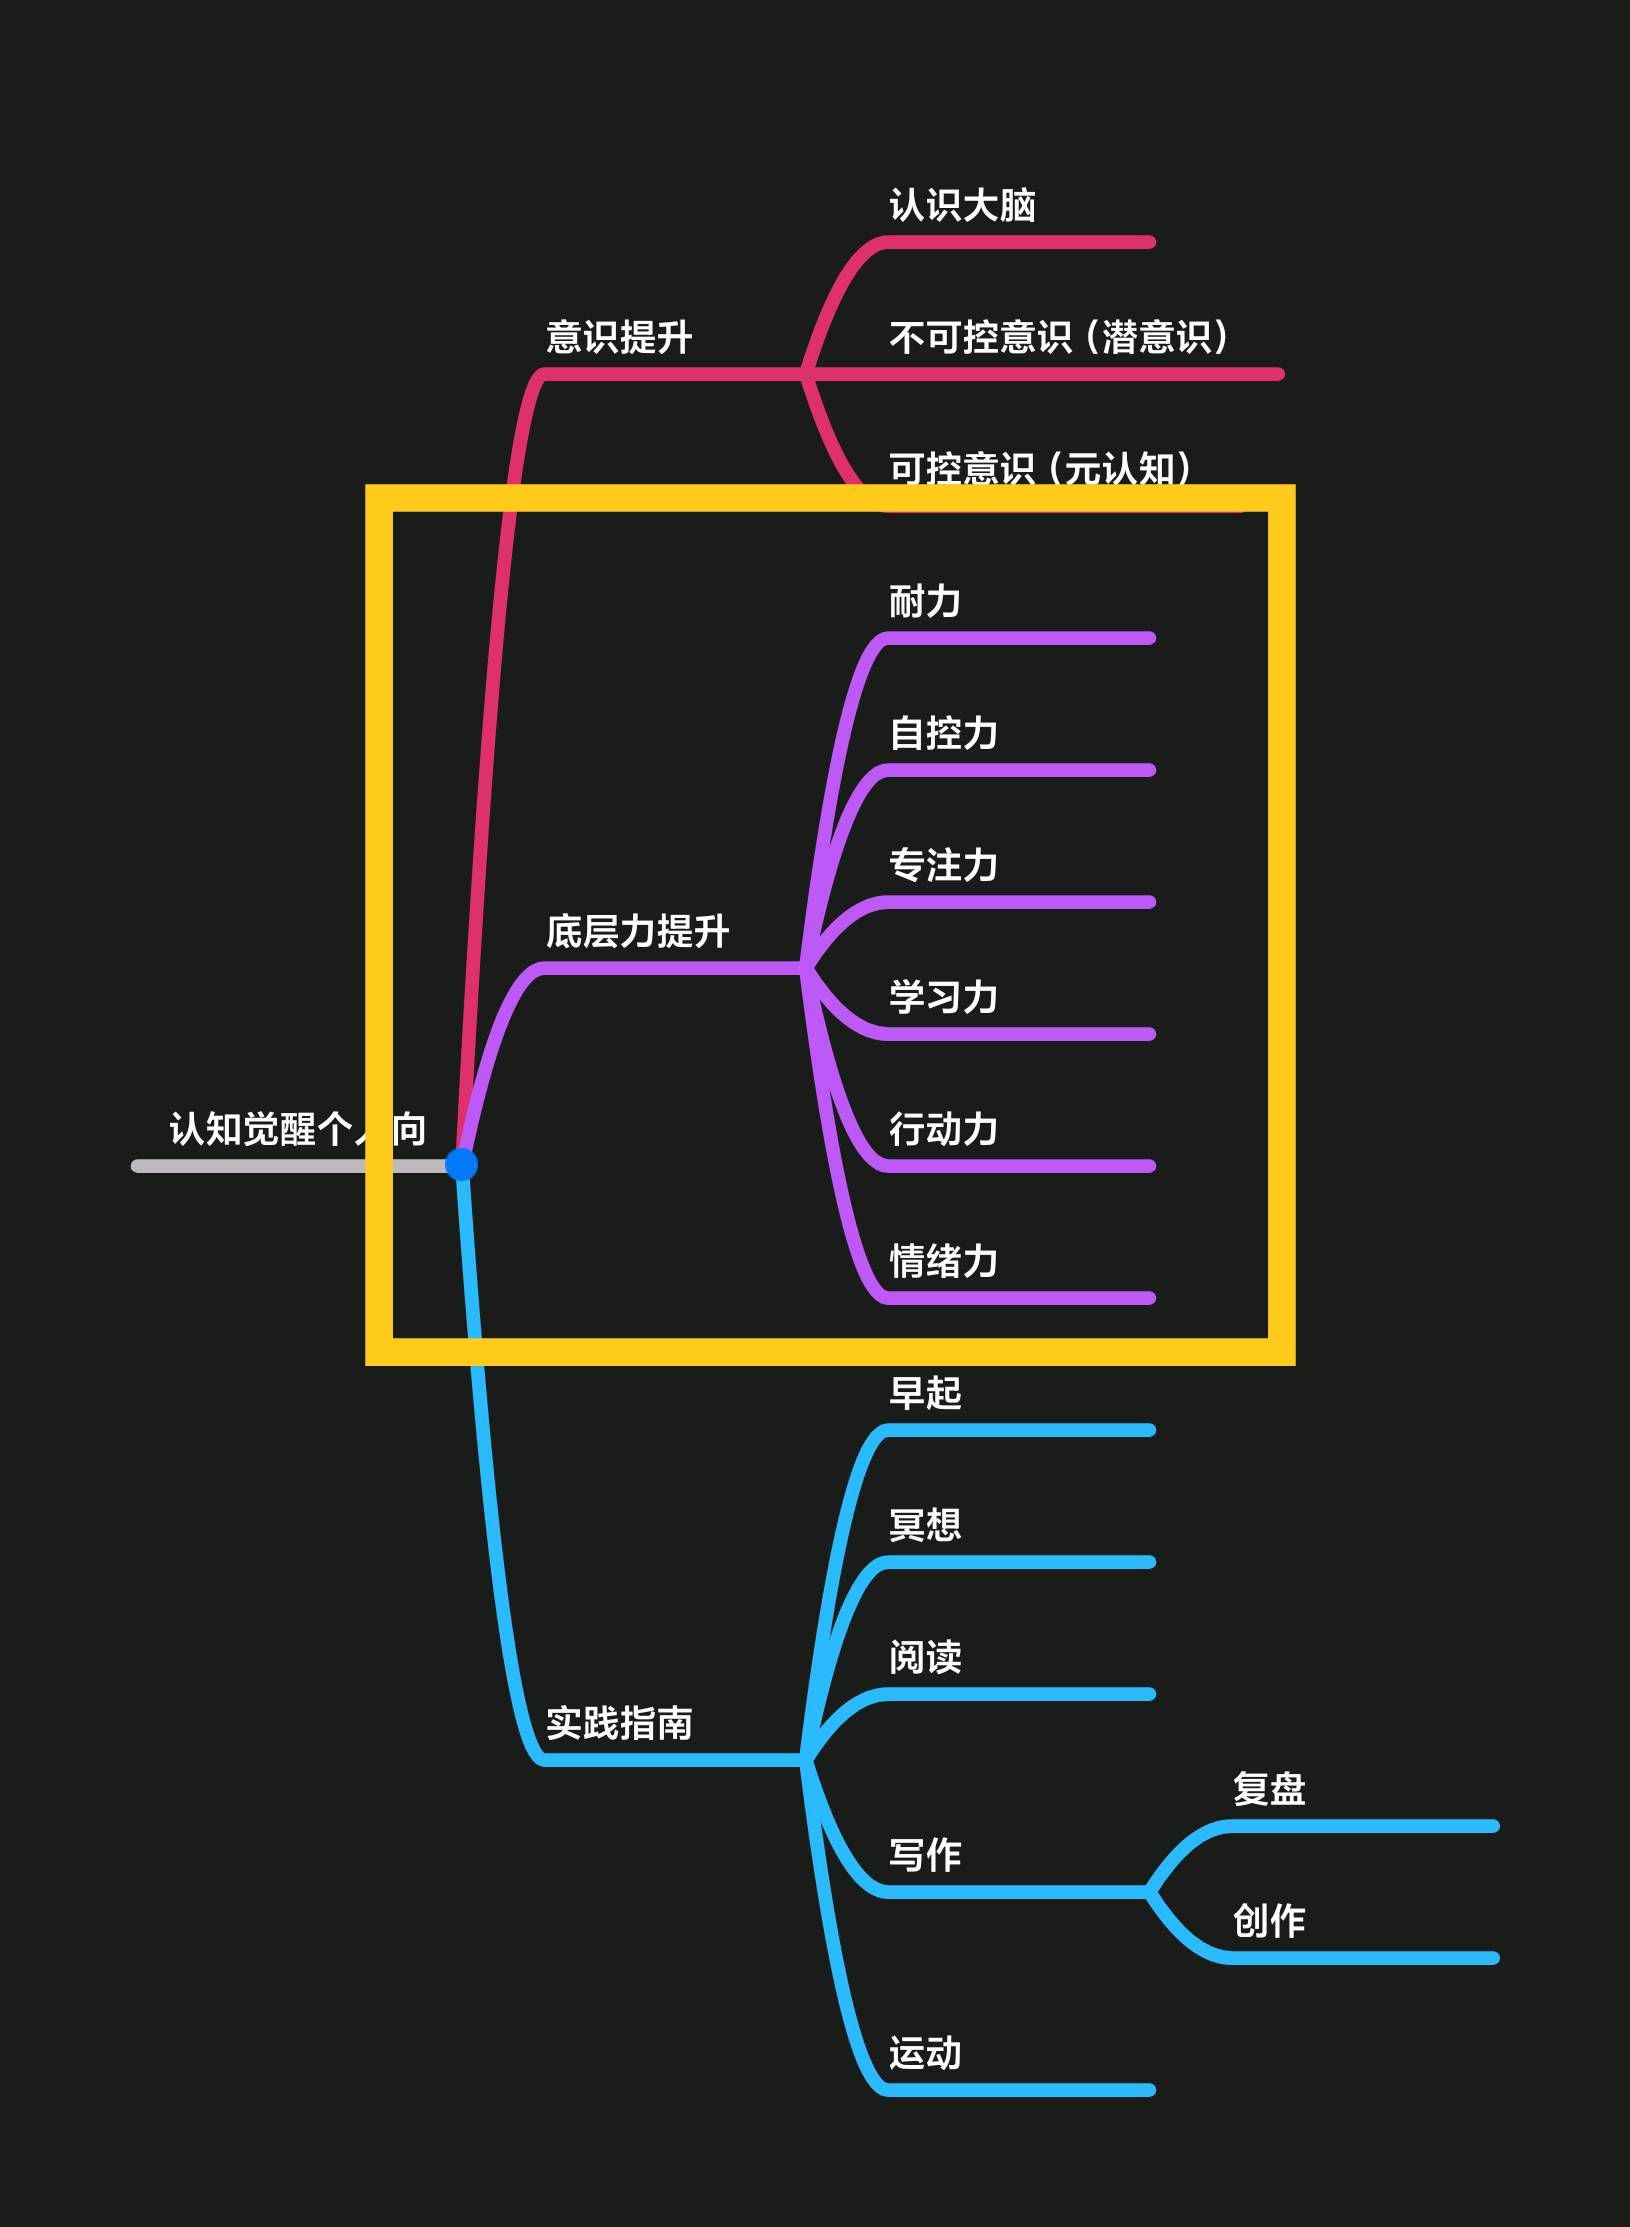 认识大脑
意识提升
不可控意识 (潜意识)
可控意识 (元认知)
耐力
自控力
专注力
底层力提升
学习力
认知觉醒个人向
行动力
情绪力
早起
冥想
阅读
实践指南
复盘
写作
创作
运动